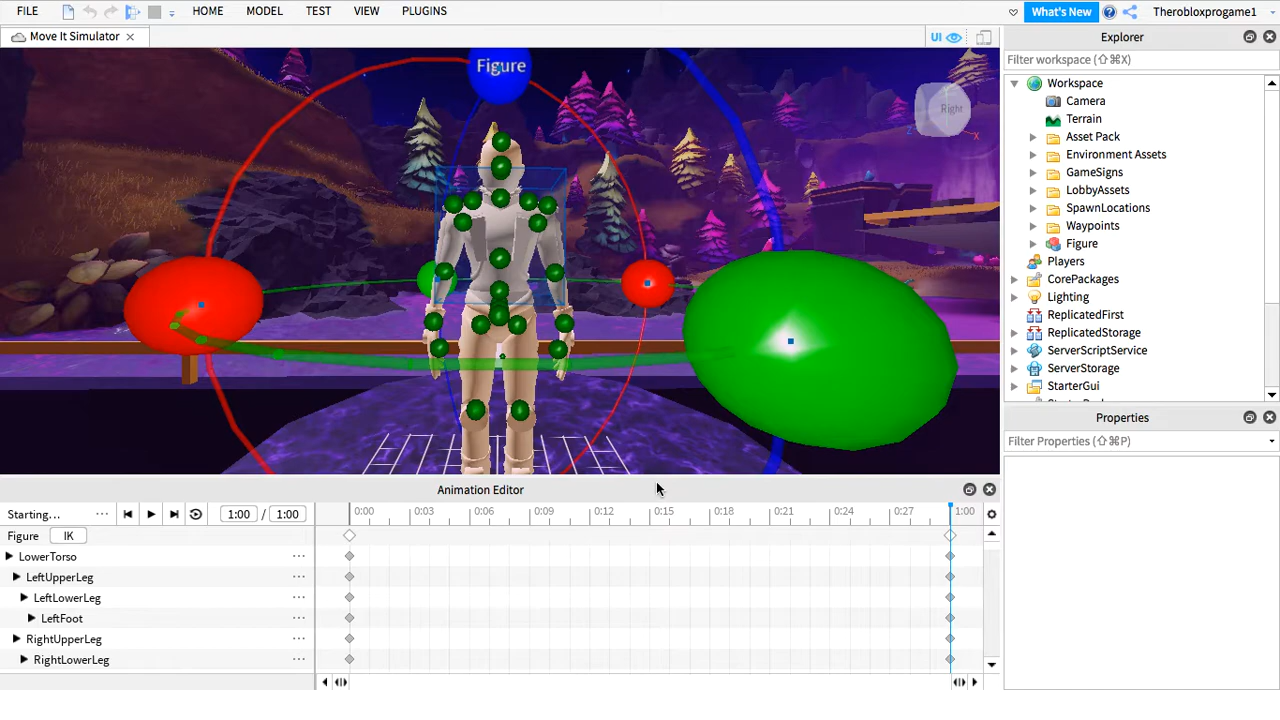 FILE HOME MODEL TEST VIEW PLUGINS What's New Therobloxprogame1
Move It Simulator UI
Figure
Right
Z X
Explorer
Filter workspace (⇧⌘X)
Workspace
Camera
Terrain
Asset Pack
Environment Assets
GameSigns
LobbyAssets
SpawnLocations
Waypoints
Figure
Players
CorePackages
Lighting
ReplicatedFirst
ReplicatedStorage
ServerScriptService
ServerStorage
StarterGui
Properties
Filter Properties (⇧⌘P)
Animation Editor
Starting... ... 1:00 / 1:00 0:00 0:03 0:06 0:09 0:12 0:15 0:18 0:21 0:24 0:27 1:00
Figure IK
LowerTorso ...
LeftUpperLeg ...
LeftLowerLeg ...
LeftFoot ...
RightUpperLeg ...
RightLowerLeg ...